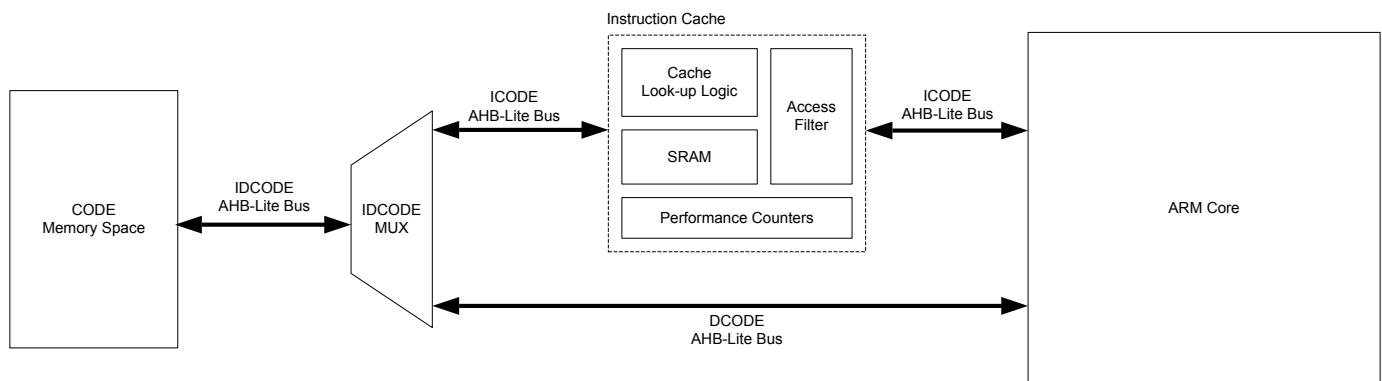 Instruction Cache
Cache
Look-up Logic
Access
Filter
SRAM
Performance Counters
ICODE
AHB-Lite Bus
ICODE
AHB-Lite Bus
IDCODE
AHB-Lite Bus
CODE
Memory Space
IDCODE
MUX
ARM Core
DCODE
AHB-Lite Bus